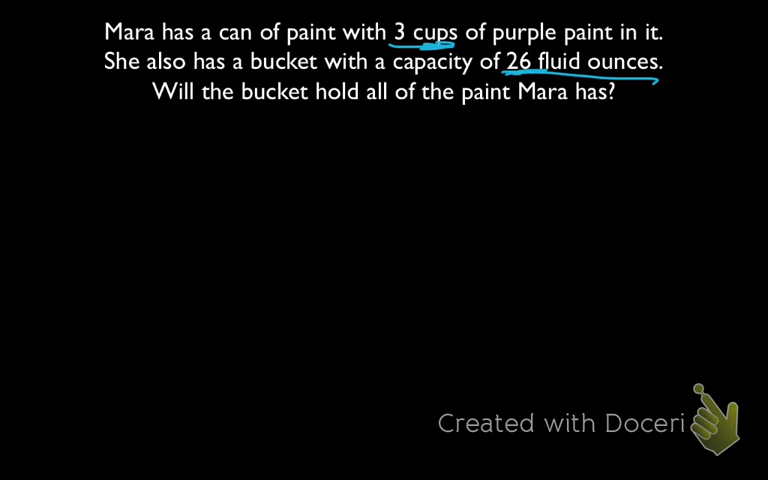 Mara has a can of paint with 3 cups of purple paint in it.
She also has a bucket with a capacity of 26 fluid ounces.
Will the bucket hold all of the paint Mara has?
Created with Doceri